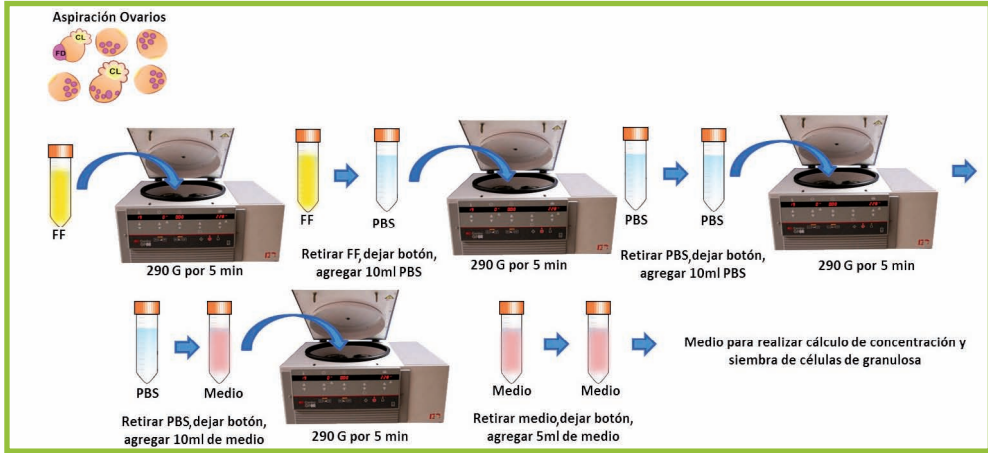 Aspiración Ovarios
CL
FD
CL
FF
290 G por 5 min
FF
PBS
Retirar FF,dejar botón,
agregar 10ml PBS
290 G por 5 min
PBS
PBS
Retirar PBS,dejar botón,
agregar 10ml PBS
290 G por 5 min
PBS
Medio
Retirar PBS,dejar botón,
agregar 10ml de medio
290 G por 5 min
Medio
Medio
Retirar medio,dejar botón,
agregar 5ml de medio
Medio para realizar cálculo de concentración y
siembra de células de granulosa